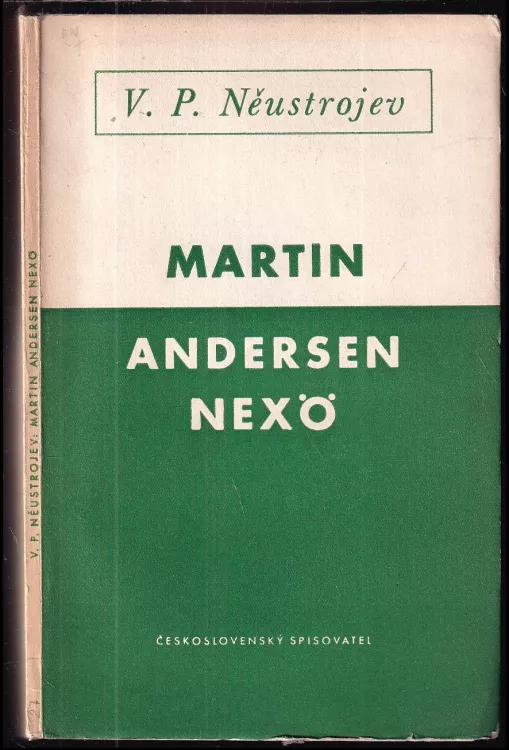 V. P. Něustrojev
MARTIN
ANDERSEN
NEXÖ
ČESKOSLOVENSKÝ SPISOVATEL
V. P. NĚUSTROJEV: MARTIN ANDERSEN NEXÖ